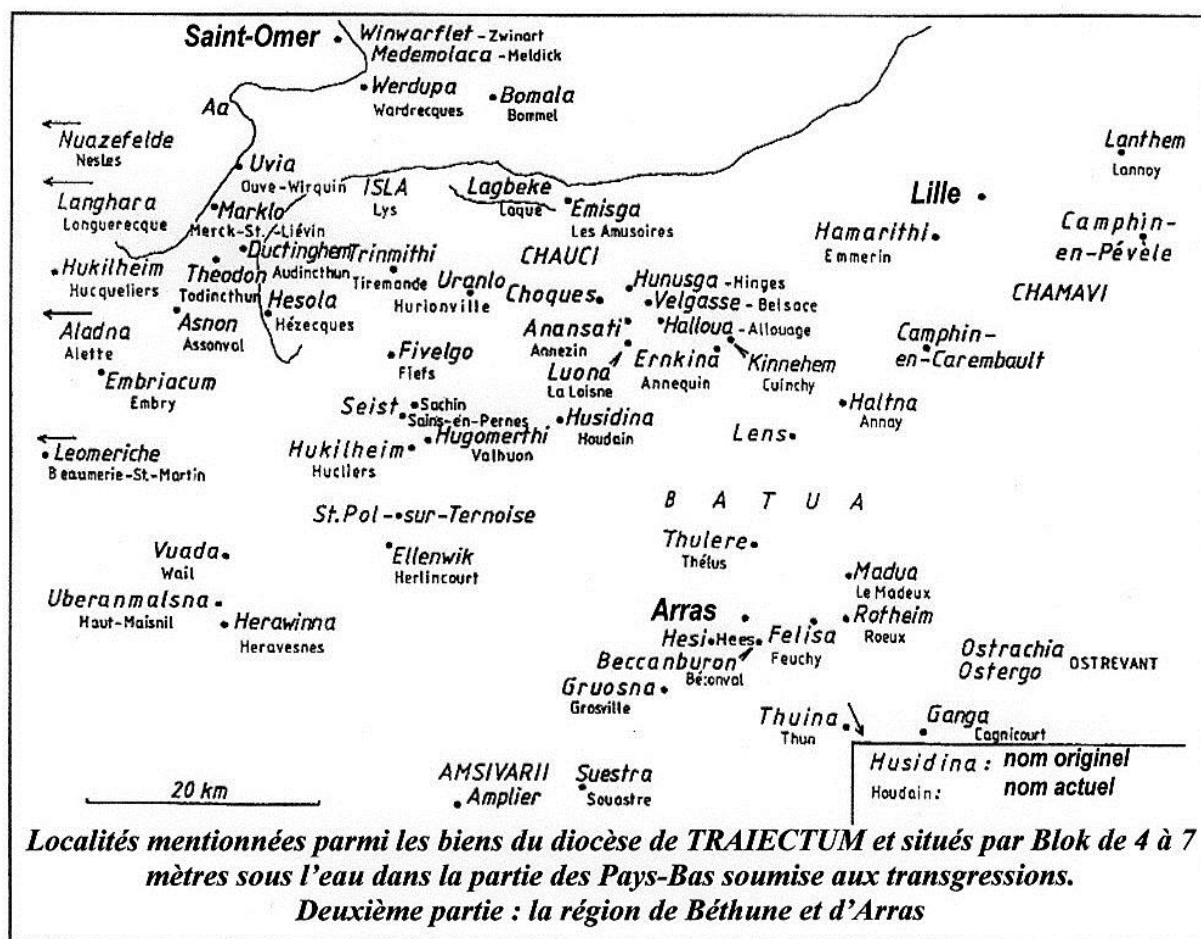 Saint-Omer
Winwarflet - Zwinart
Medemolaca - Meldick
Werdupa
Wardrecques
Bomala
Bommel
Aa
Nuazefelde
Nesles
Lanthem
Lannoy
Uvia
Ouve-Wirquin
ISLA
Lys
Lagbeke
Laque
Emisga
Les Amusoires
Lille
Langhara
Longuerecque
Marklo
Merck-St.-Liévin
Hamarithi
Emmerin
Camphin-
en-Pévèle
Ductinghem
Audincthun
Trinmithi
Tiremande
CHAUCI
Hukilheim
Hucqueliers
Theodon
Todincthun
Uranlo
Hurionville
Choques
Hunusga - Hinges
Velgasse - Belsace
CHAMAVI
Hesola
Hézecques
Asnon
Assonval
Aladna
Alette
Anansati
Annezin
Halloua - Allouage
Camphin-
en-Carembault
Fivelgo
Fiefs
Luona
La Loisne
Ernkina
Annequin
Kinnehem
Cuinchy
Embriacum
Embry
Seist
Sachin
Sains-en-Pernes
Husidina
Houdain
Haltna
Annay
Lens
Hukilheim
Hucliers
Hugomerthi
Valhuon
Leomeriche
Beaumerie-St.-Martin
BATUA
St.Pol-sur-Ternoise
Vuada
Wail
Ellenwik
Herlincourt
Thulere
Thélus
Madua
Le Madeux
Uberanmalsna
Haut-Maisnil
Herawinna
Heravesnes
Arras
Rotheim
Roeux
Hesi Hees
Felisa
Feuchy
Beccanburon
Bézonval
Ostrachia
Ostergo
OSTREVANT
Gruosna
Grosville
Thuina
Thun
Ganga
Cagnicourt
AMSIVARII
Amplier
Suestra
Souastre
20 km
Husidina : nom originel
Houdain : nom actuel
Localités mentionnées parmi les biens du diocèse de TRAIECTUM et situés par Blok de 4 à 7
mètres sous l'eau dans la partie des Pays-Bas soumise aux transgressions.
Deuxième partie : la région de Béthune et d'Arras